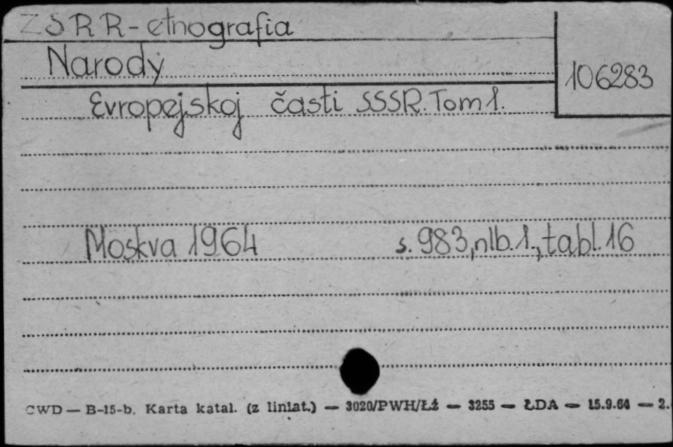 ZSRR - etnografia
Narody
106283
Evropejskoj časti SSSR. Tom 1.
Moskva 1964 s. 983, nlb. 1., tabl. 16
CWD — B-15-b. Karta katal. (z liniat.) — 3020/PWH/Łż — 3255 — ŁDA — 15.9.64 — 2.